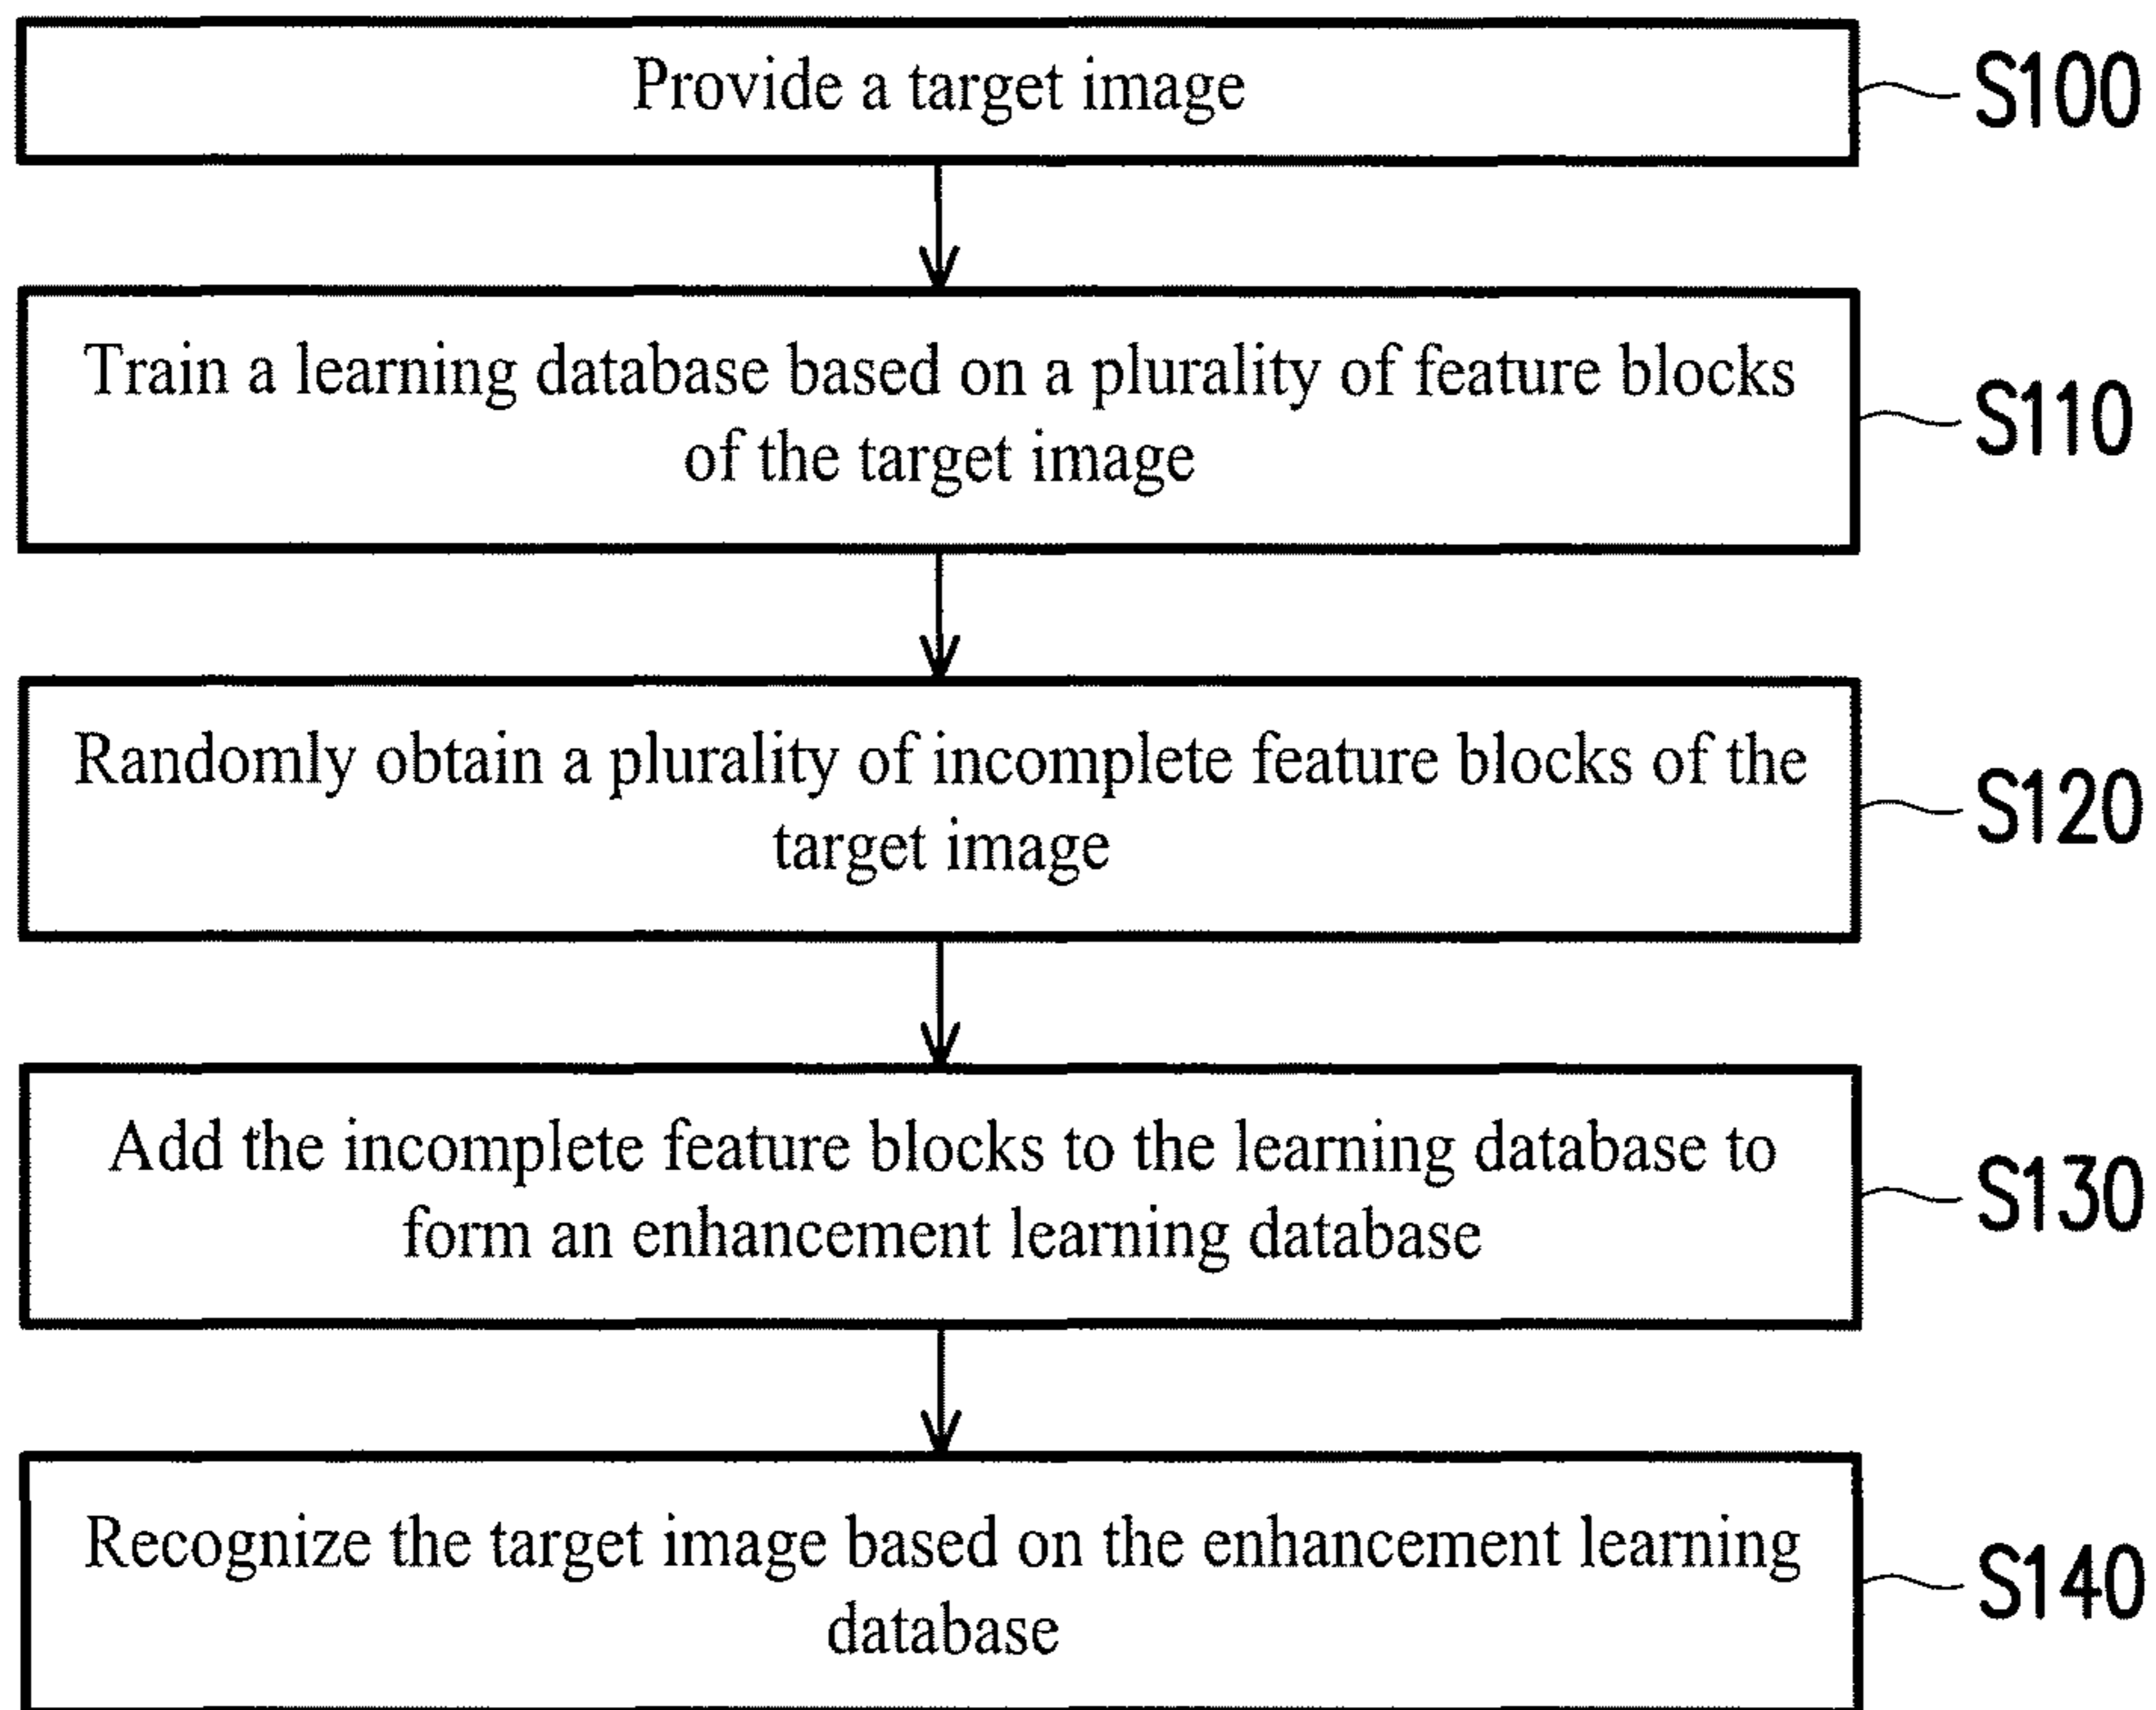 Provide a target image
S100
Train a learning database based on a plurality of feature blocks
of the target image
S110
Randomly obtain a plurality of incomplete feature blocks of the
target image
S120
Add the incomplete feature blocks to the learning database to
form an enhancement learning database
S130
Recognize the target image based on the enhancement learning
database
S140